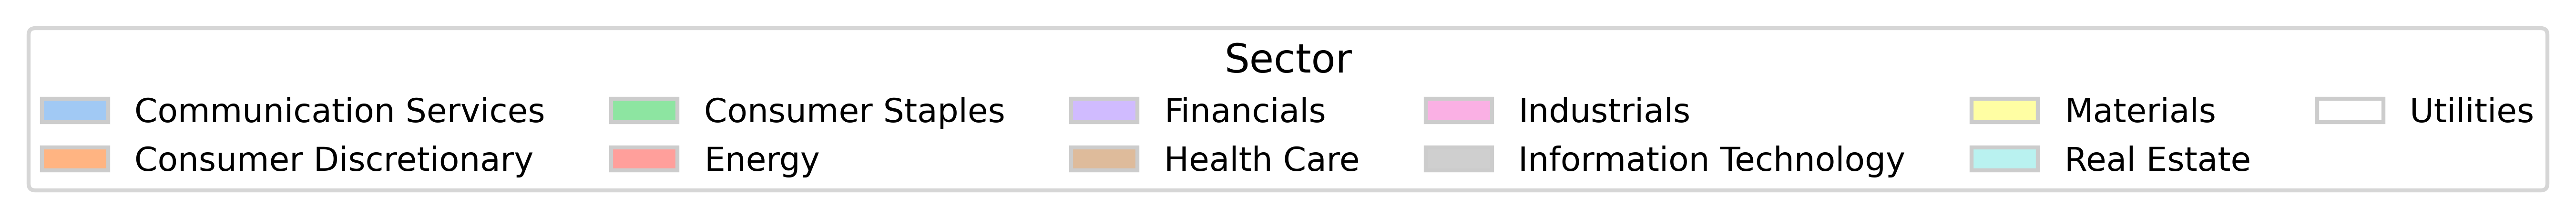 Sector
Communication Services
Consumer Discretionary
Consumer Staples
Energy
Financials
Health Care
Industrials
Information Technology
Materials
Real Estate
Utilities